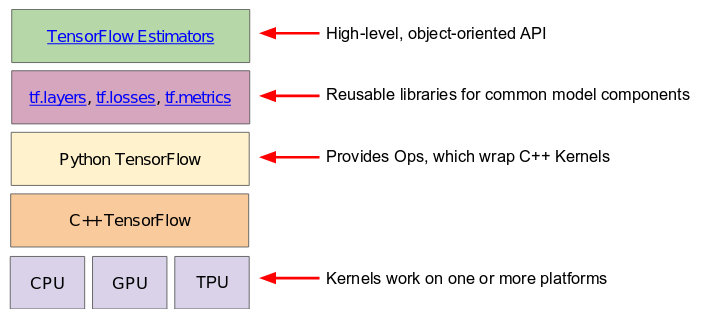 TensorFlow Estimators
High-level, object-oriented API
tf.layers, tf.losses, tf.metrics
Reusable libraries for common model components
Python TensorFlow
Provides Ops, which wrap C++ Kernels
C++ TensorFlow
CPU
GPU
TPU
Kernels work on one or more platforms